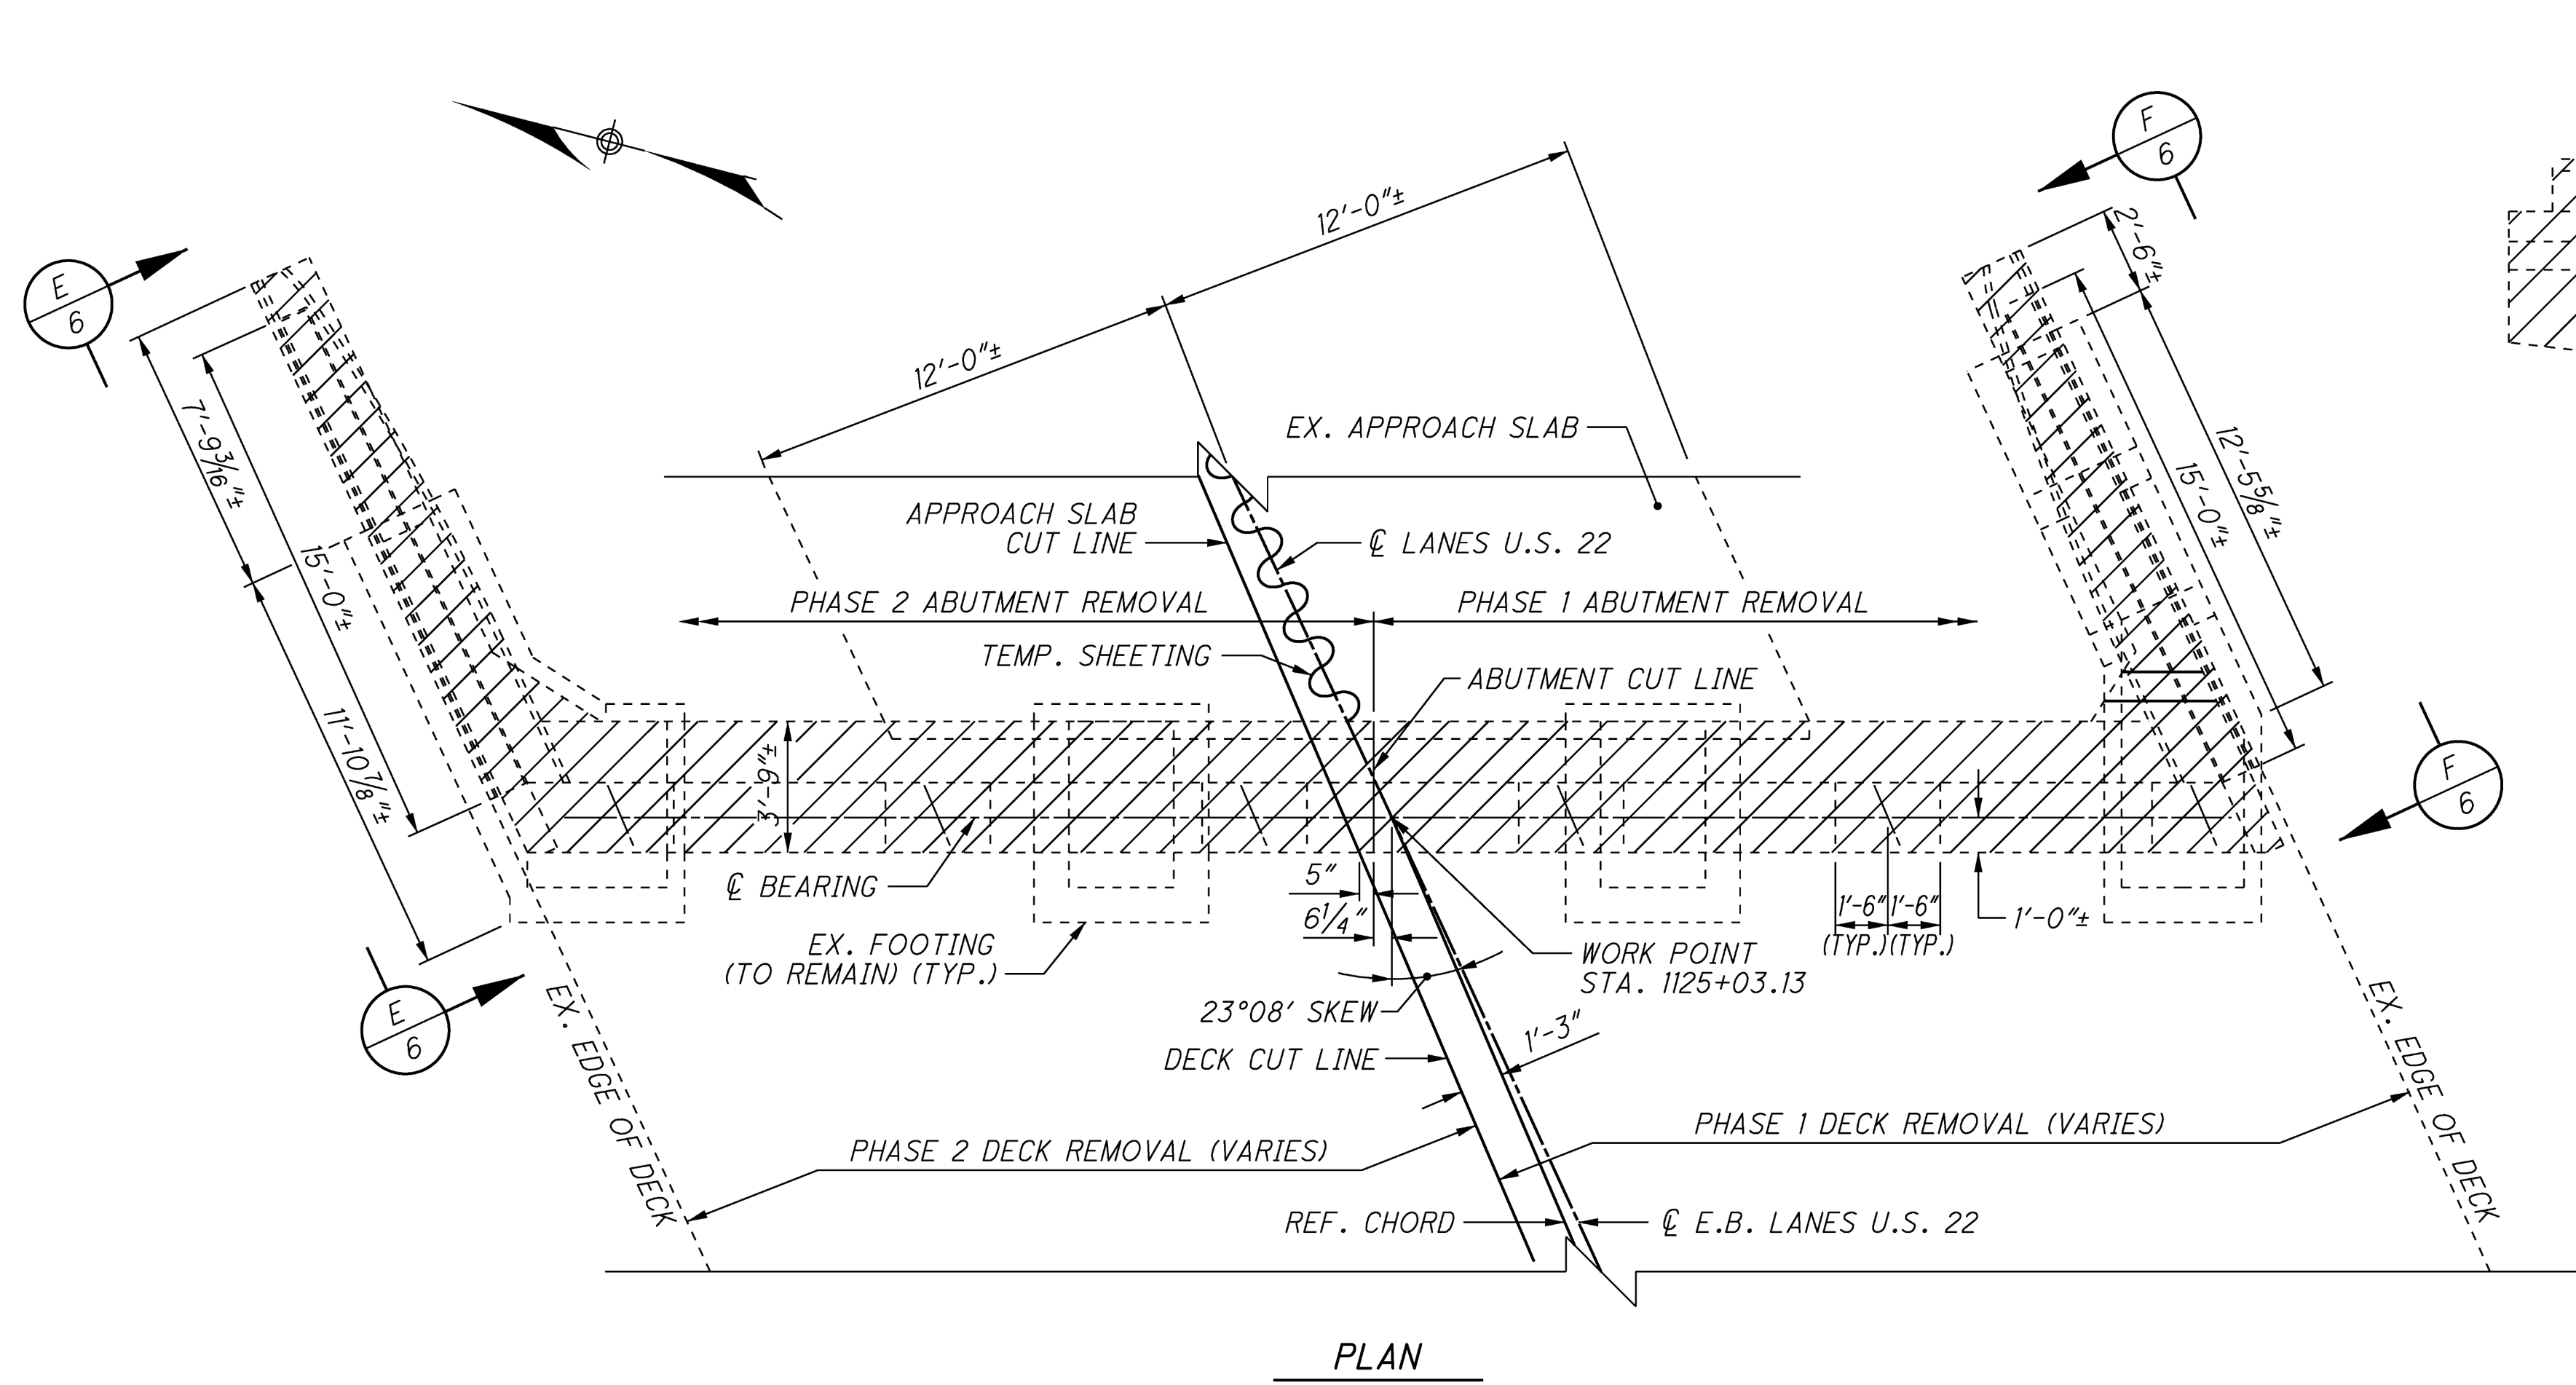 F
6
E
6
12'-0"±
12'-0"±
2'-6"±
7'-9 3/16"±
15'-0"±
11'-10 7/8"±
EX. APPROACH SLAB
APPROACH SLAB
CUT LINE
℄ LANES U.S. 22
15'-0"±
12'-5 5/8"±
PHASE 2 ABUTMENT REMOVAL
PHASE 1 ABUTMENT REMOVAL
TEMP. SHEETING
ABUTMENT CUT LINE
3'-9"±
F
6
℄ BEARING
5"
6 1/4"
1'-6" 1'-6"
(TYP.)(TYP.)
1'-0"±
EX. FOOTING
(TO REMAIN) (TYP.)
WORK POINT
STA. 1125+03.13
E
6
23°08' SKEW
1'-3"
DECK CUT LINE
EX. EDGE OF DECK
EX. EDGE OF DECK
PHASE 2 DECK REMOVAL (VARIES)
PHASE 1 DECK REMOVAL (VARIES)
REF. CHORD
℄ E.B. LANES U.S. 22
PLAN